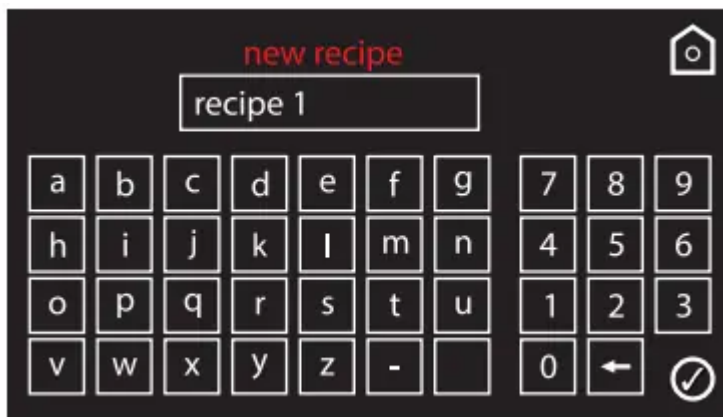 new recipe
recipe 1
a b c d e f g 7 8 9
h i j k l m n 4 5 6
o p q r s t u 1 2 3
v w x y z - 0